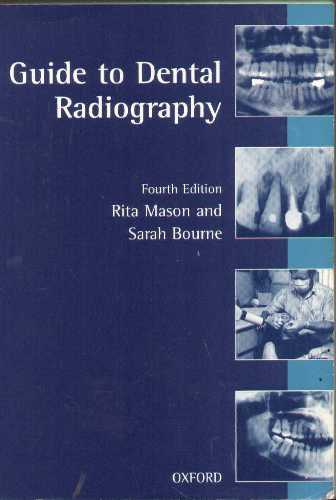 Guide to Dental
Radiography
Fourth Edition
Rita Mason and
Sarah Bourne
OXFORD